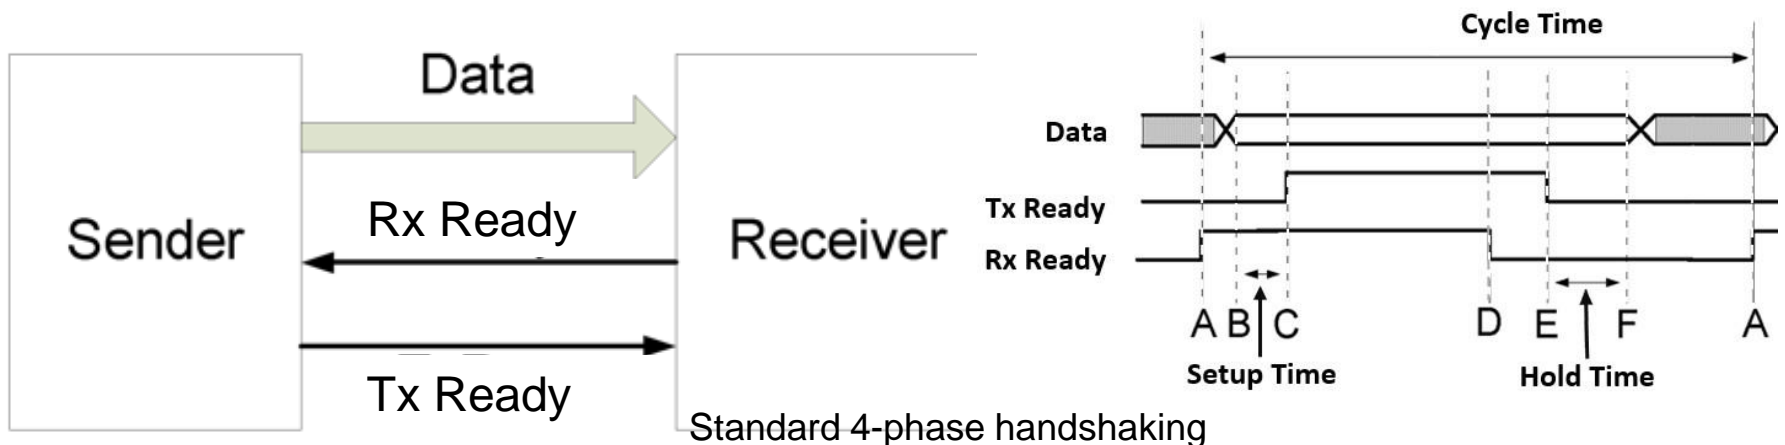 Data
Sender
Rx Ready
Receiver
Tx Ready
Cycle Time
Data
Tx Ready
Rx Ready
A B C D E F A
Setup Time
Hold Time
Standard 4-phase handshaking